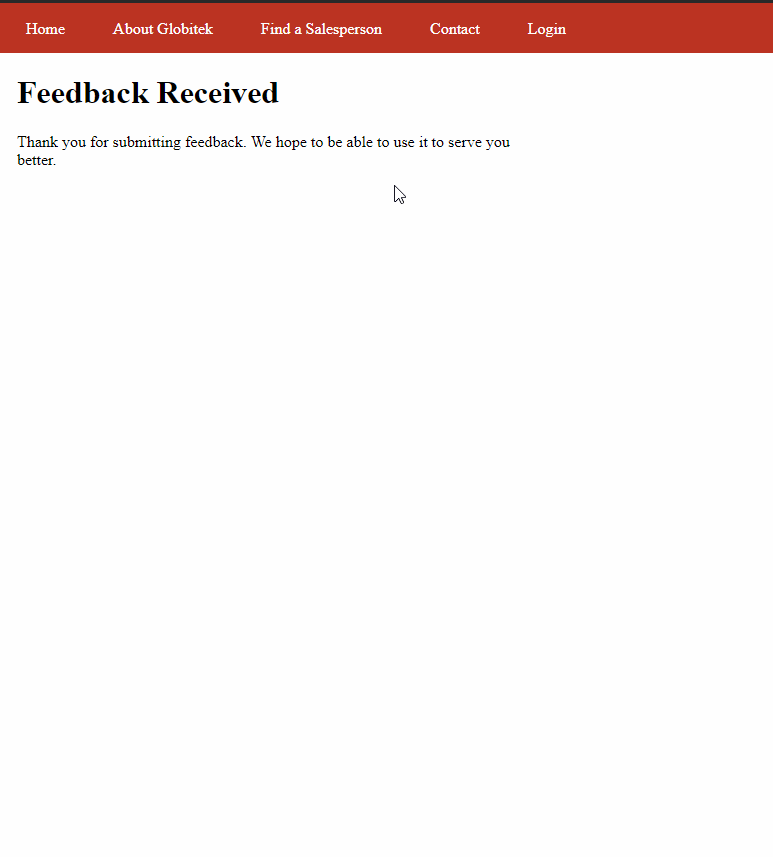 Home About Globitek Find a Salesperson Contact Login
Feedback Received
Thank you for submitting feedback. We hope to be able to use it to serve you
better.